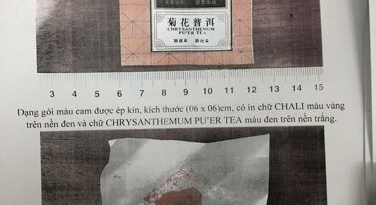 菊花普洱
CHRYSANTHEMUM
PU'ER TEA
3 4 5 6 7 8 9 10 11 12 13 14 15
Dạng gói màu cam được ép kín, kích thước (06 x 06)cm, có in chữ CHALI màu vàng
trên nền đen và chữ CHRYSANTHEMUM PU'ER TEA màu đen trên nền trắng.